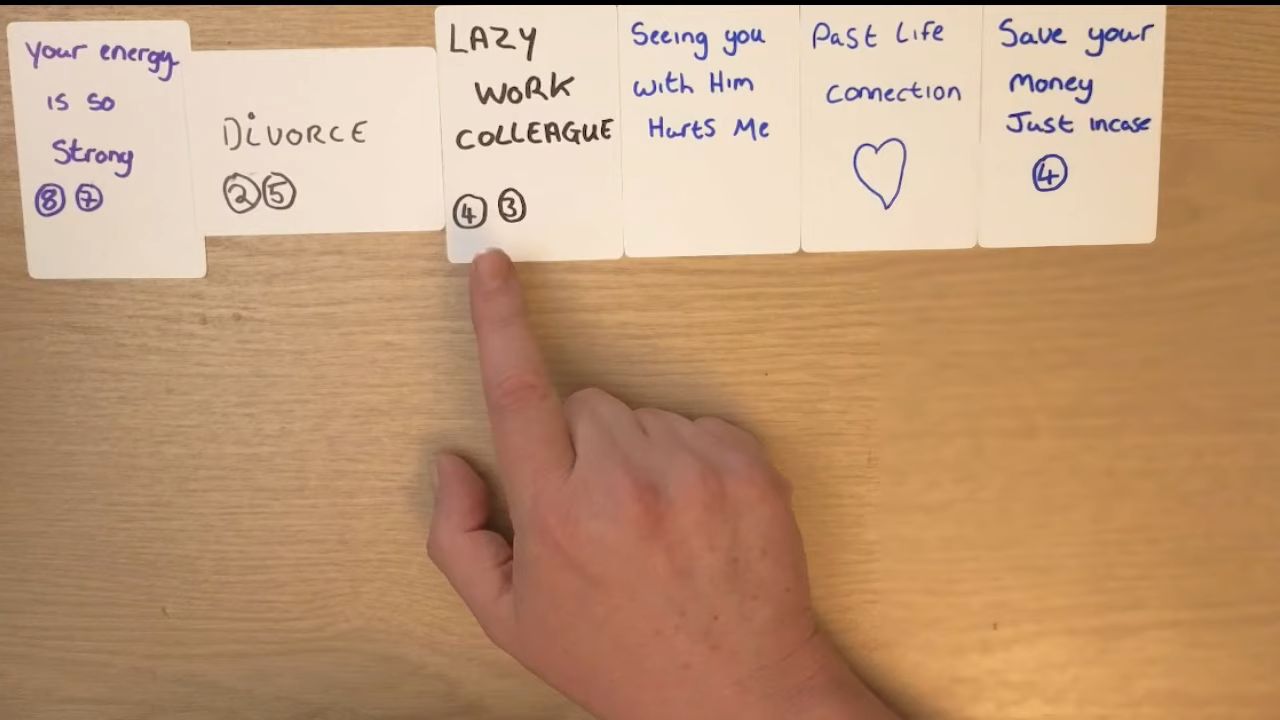 Your energy
is so
Strong
8 7
DiVORCE
2 5
LAZY
WORK
COLLEAGUE
4 3
Seeing you
with Him
Hurts Me
Past Life
connection
Save your
Money
Just incase
4